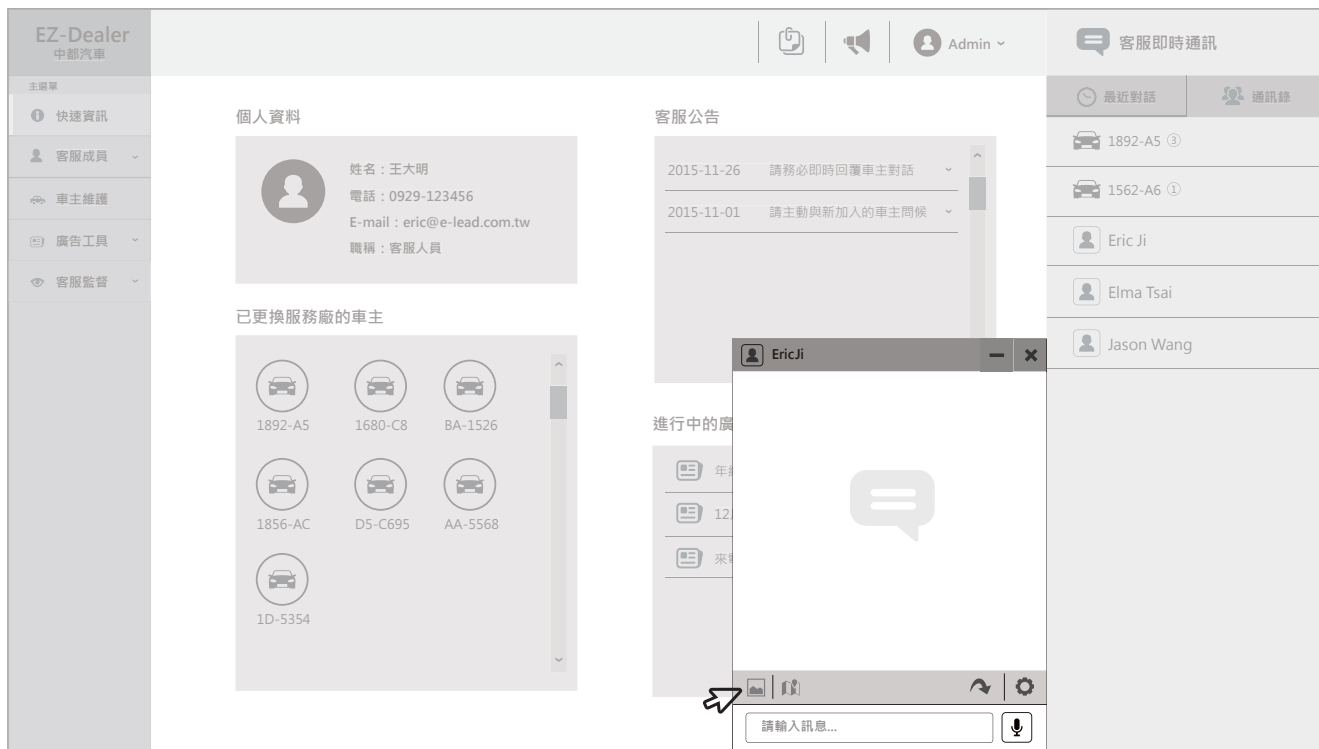 EZ-Dealer
中都汽車
Admin
客服即時通訊
主選單
快速資訊
客服成員
車主維護
廣告工具
客服監督
個人資料
姓名：王大明
電話：0929-123456
E-mail：eric@e-lead.com.tw
職稱：客服人員
已更換服務廠的車主
1892-A5
1680-C8
BA-1526
1856-AC
D5-C695
AA-5568
1D-5354
客服公告
2015-11-26 請務必即時回覆車主對話
2015-11-01 請主動與新加入的車主問候
進行中的廣
年
12
來
EricJi
請輸入訊息...
最近對話
通訊錄
1892-A5 ③
1562-A6 ①
Eric Ji
Elma Tsai
Jason Wang